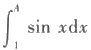 ∫₁⁴ sin xdx